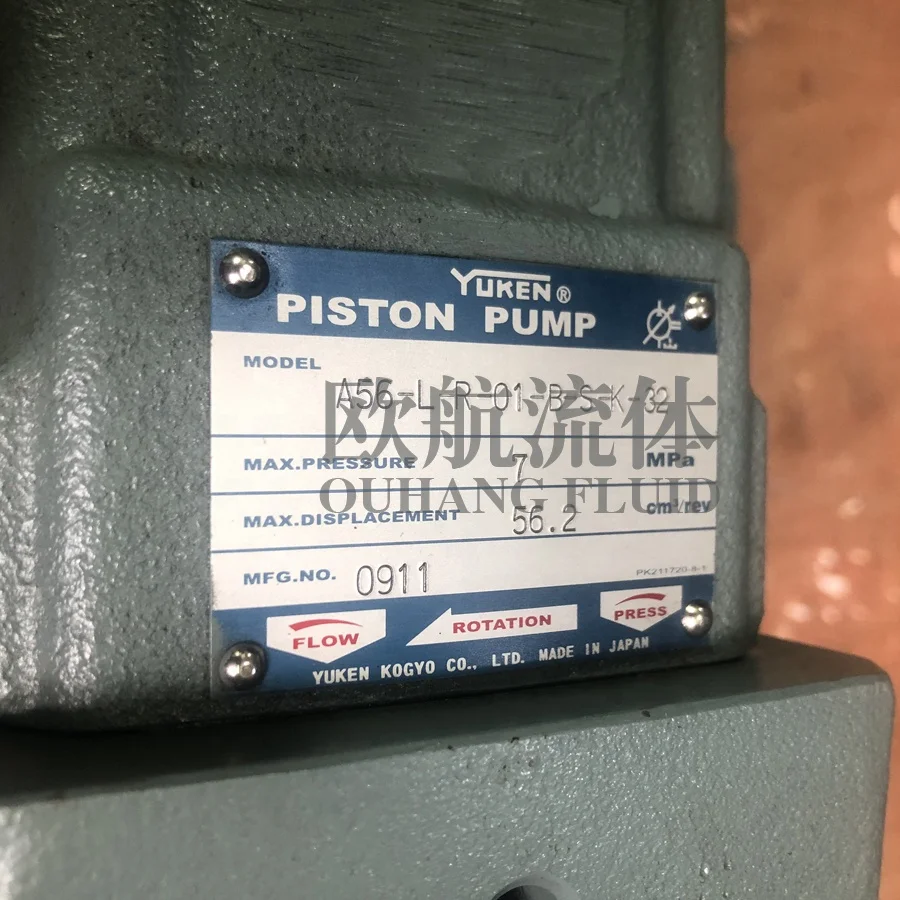 YUKEN®
PISTON PUMP
MODEL
A56-L-R-01-B-S-K-32
欧航流体
MAX.PRESSURE 7 MPa
OUHANG FLUID
MAX.DISPLACEMENT 56.2 cm³/rev
MFG.NO. 0911
PK211720-8-1
FLOW ROTATION PRESS
YUKEN KOGYO CO., LTD. MADE IN JAPAN